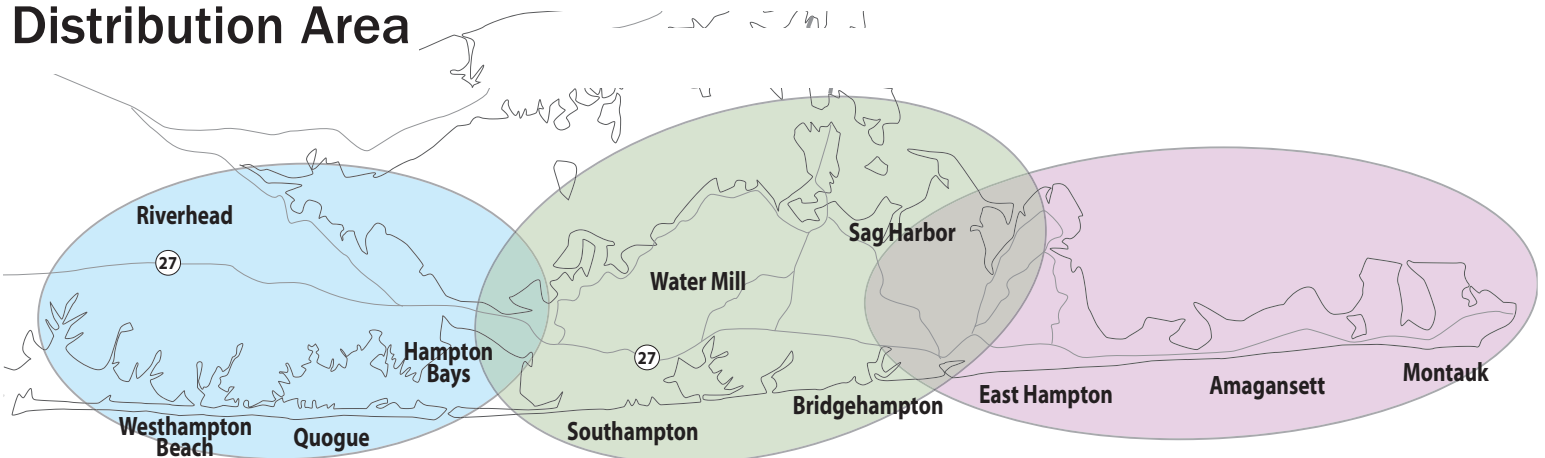 Distribution Area
Riverhead
27
Sag Harbor
Water Mill
Hampton
Bays
27
Montauk
Amagansett
East Hampton
Bridgehampton
Westhampton
Beach
Quogue
Southampton